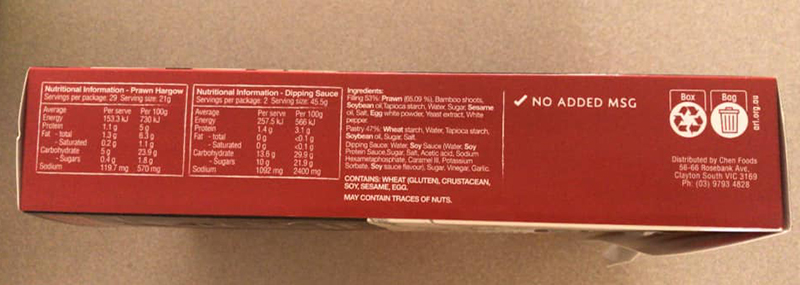 Nutritional Information - Prawn Hargow
Servings per package: 29 Serving size: 21g
Average Per serve Per 100g
Energy 153.3 kJ 730 kJ
Protein 1.1 g 5 g
Fat - total 1.3 g 6.3 g
- Saturated 0.2 g 1.1 g
Carbohydrate 5 g 23.9 g
- Sugars 0.4 g 1.8 g
Sodium 119.7 mg 570 mg
Nutritional Information - Dipping Sauce
Servings per package: 2 Serving size: 45.5g
Average Per serve Per 100g
Energy 257.5 kJ 566 kJ
Protein 1.4 g 3.1 g
Fat - total 0 g <0.1 g
- Saturated 0 g <0.1 g
Carbohydrate 13.6 g 29.9 g
- Sugars 10 g 21.9 g
Sodium 1092 mg 2400 mg
Ingredients:
Filling 53%: Prawn (65.09 %), Bamboo shoots,
Soybean oil, Tapioca starch, Water, Sugar, Sesame
oil, Salt, Egg white powder, Yeast extract, White
pepper.
Pastry 47%: Wheat starch, Water, Tapioca starch,
Soybean oil, Sugar, Salt.
Dipping Sauce: Water, Soy Sauce (Water, Soy
Protein Sauce, Sugar, Salt, Acetic acid, Sodium
Hexametaphosphate, Caramel III, Potassium
Sorbate, Soy sauce flavour), Sugar, Vinegar, Garlic.
CONTAINS: WHEAT (GLUTEN), CRUSTACEAN,
SOY, SESAME, EGG.
MAY CONTAIN TRACES OF NUTS.
✓ NO ADDED MSG
Box
Bag
arl.org.au
Distributed by Chen Foods
56-66 Rosebank Ave,
Clayton South VIC 3169
Ph: (03) 9793 4828